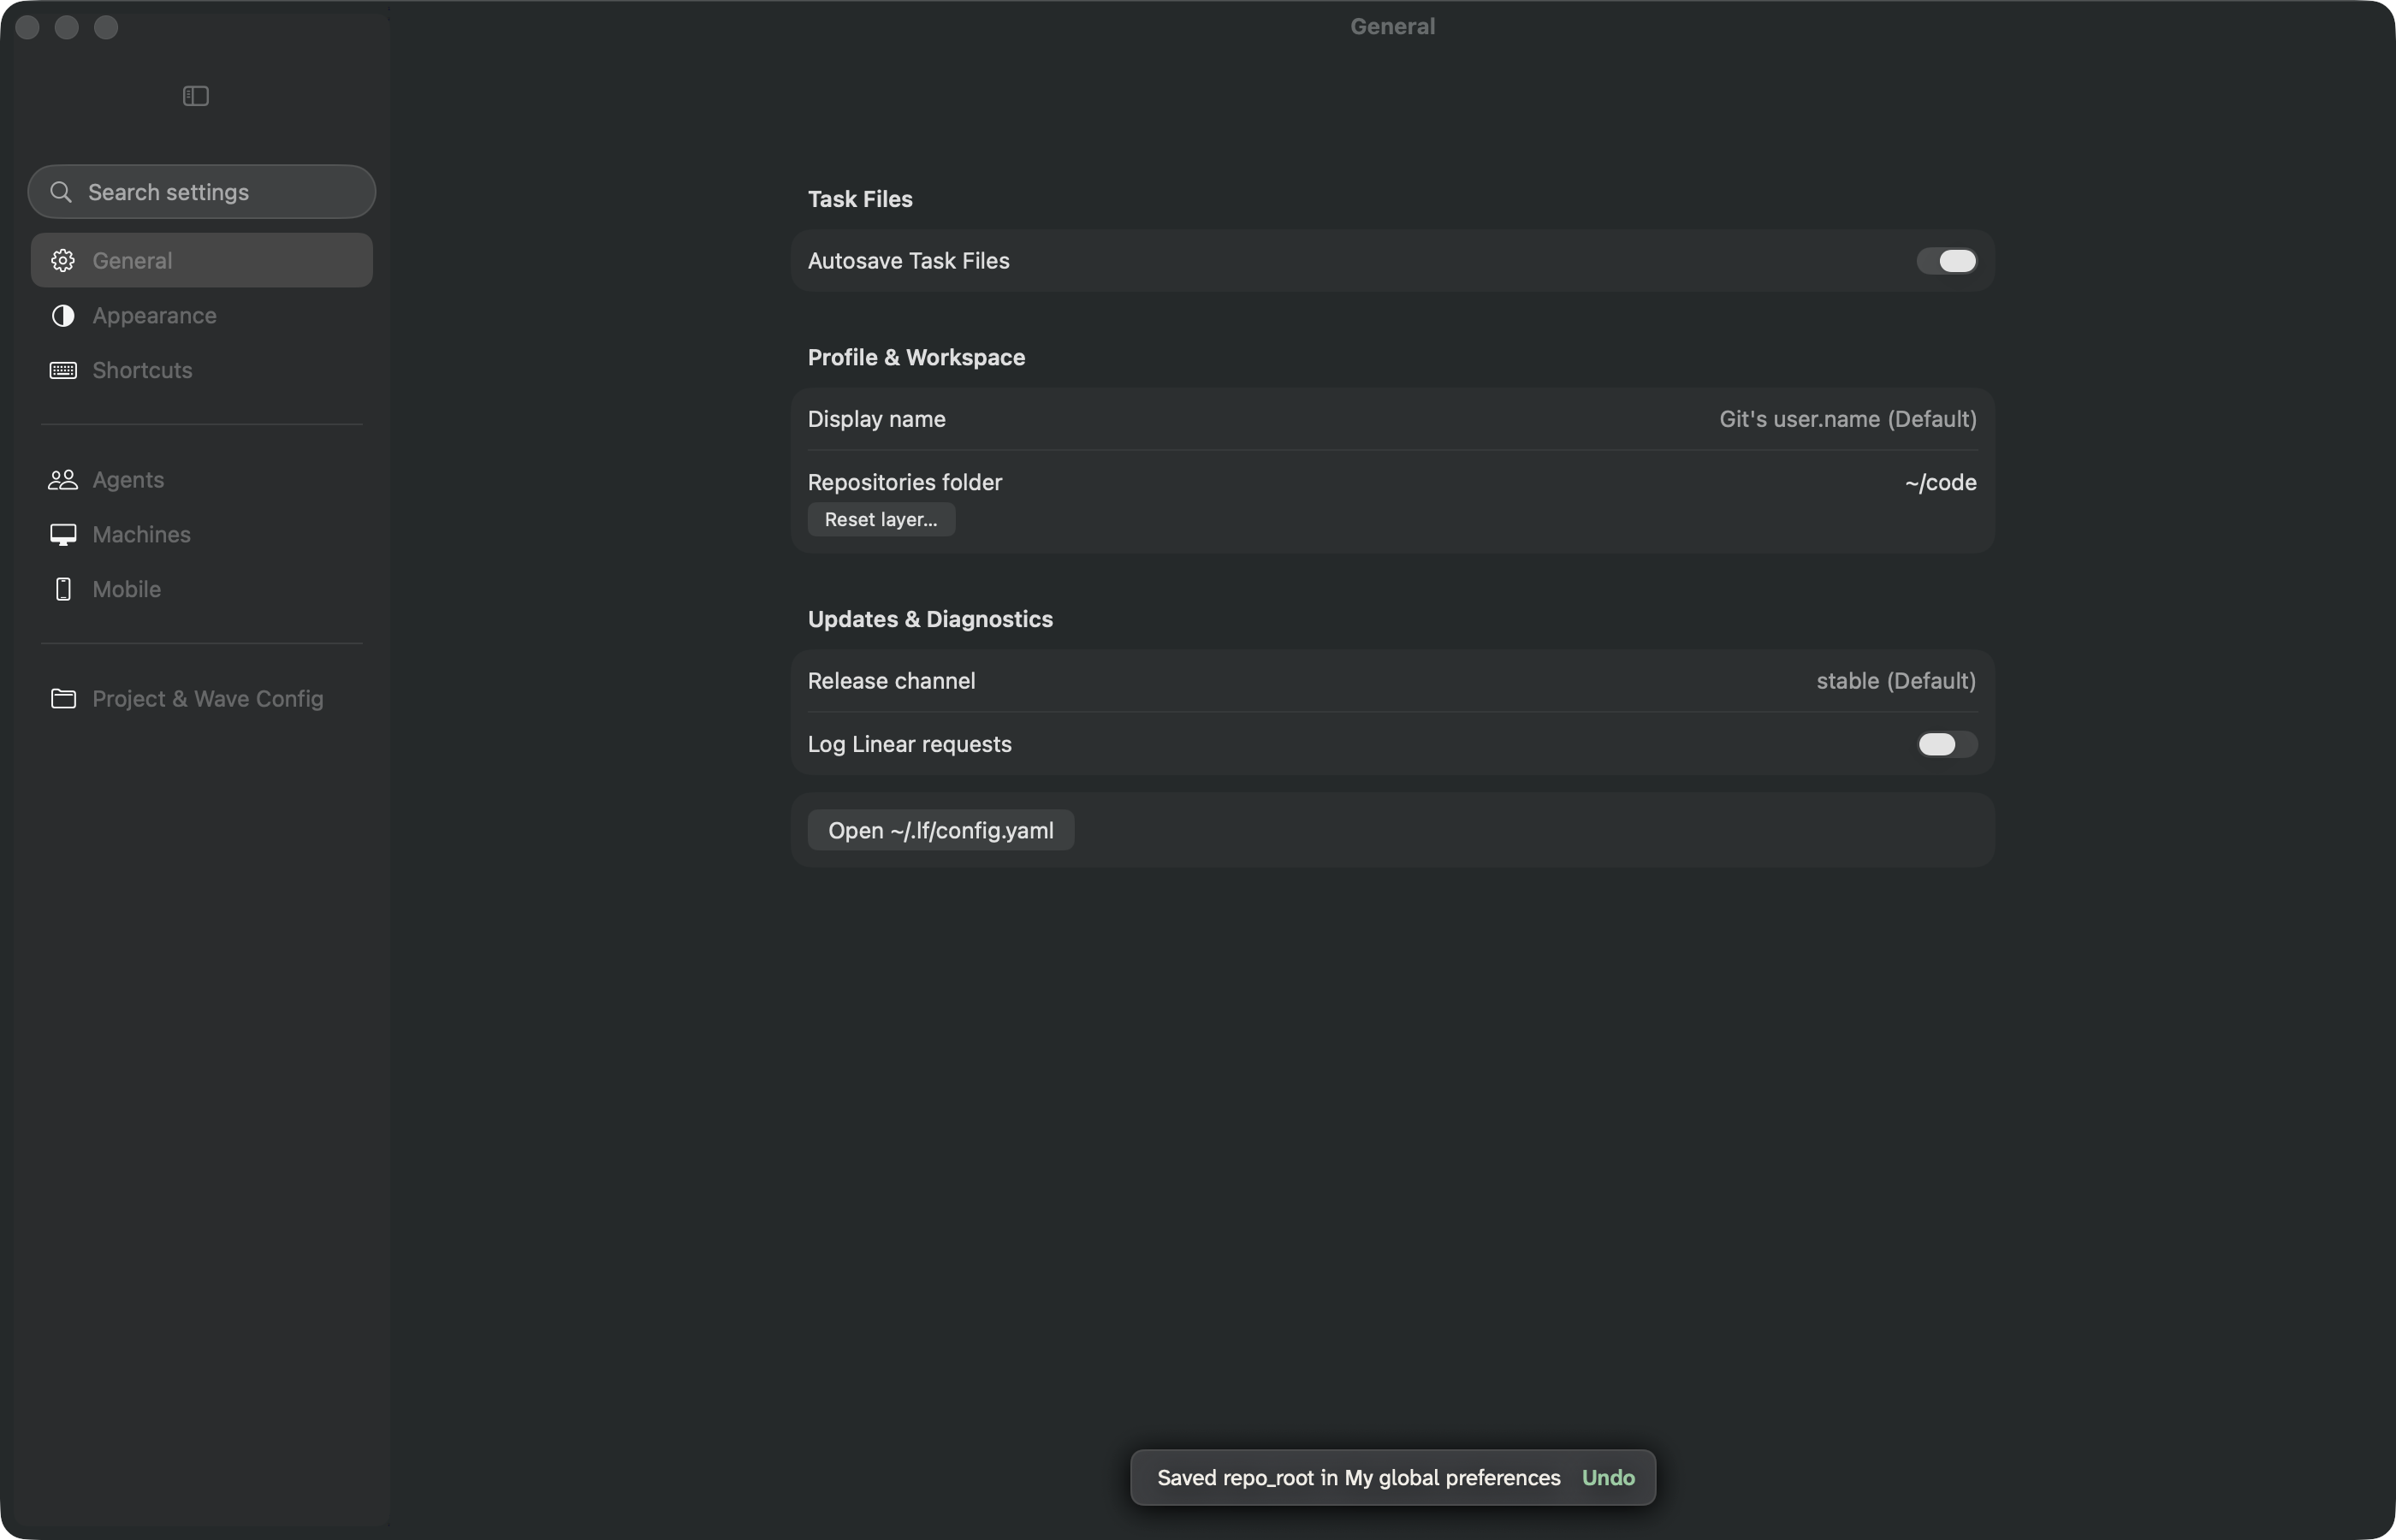 General
Search settings
General
Appearance
Shortcuts
Agents
Machines
Mobile
Project & Wave Config
Task Files
Autosave Task Files
Profile & Workspace
Display name Git's user.name (Default)
Repositories folder ~/code
Reset layer...
Updates & Diagnostics
Release channel stable (Default)
Log Linear requests
Open ~/.lf/config.yaml
Saved repo_root in My global preferences Undo